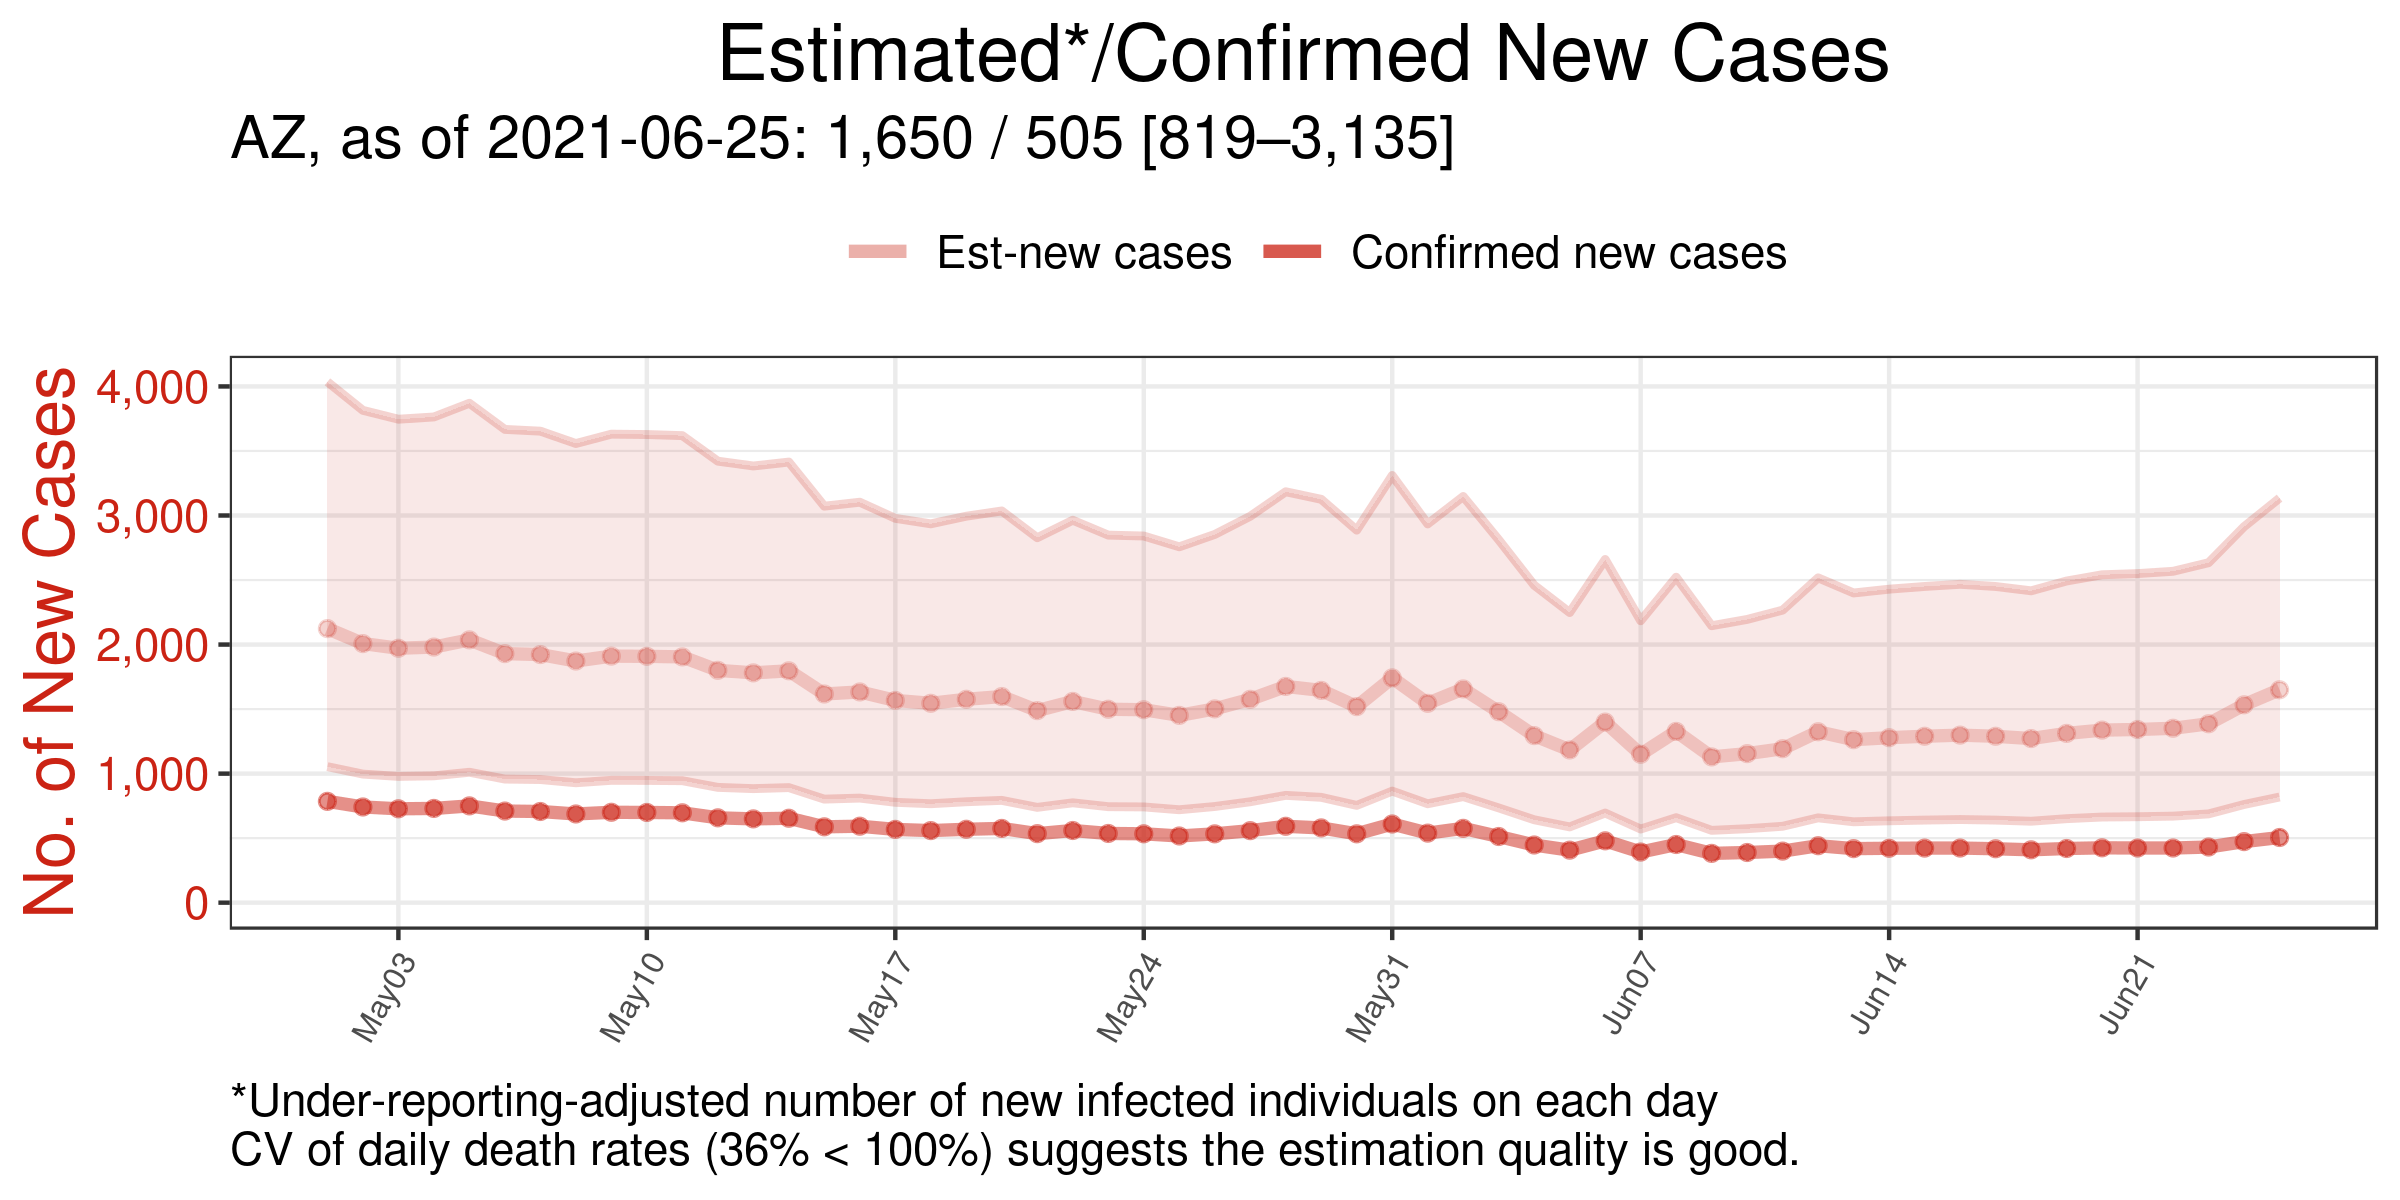 Estimated*/Confirmed New Cases
AZ, as of 2021-06-25: 1,650 / 505 [819–3,135]
Est-new cases
Confirmed new cases
No. of New Cases
4,000
3,000
2,000
1,000
0
May03
May10
May17
May24
May31
Jun07
Jun14
Jun21
*Under-reporting-adjusted number of new infected individuals on each day
CV of daily death rates (36% < 100%) suggests the estimation quality is good.